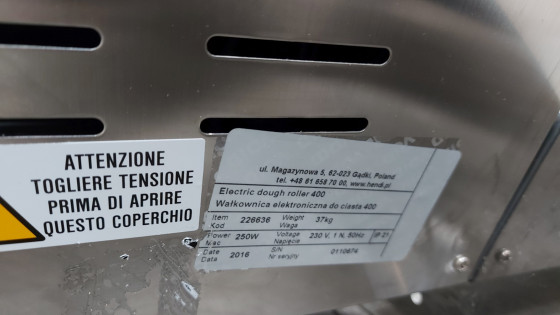 ATTENZIONE
TOGLIERE TENSIONE
PRIMA DI APRIRE
QUESTO COPERCHIO
ul. Magazynowa 5, 62-023 Gądki, Poland
tel. +48 61 658 70 00, www.hendi.pl
Electric dough roller 400
Wałkownica elektroniczna do ciasta 400
Item 226636 Weight 37kg
Kod Waga
Power 250W Voltage 230 V, 1 N, 50Hz IP 21
Moc Napięcie
Date 2016 S/N 0110674
Data Nr seryjny